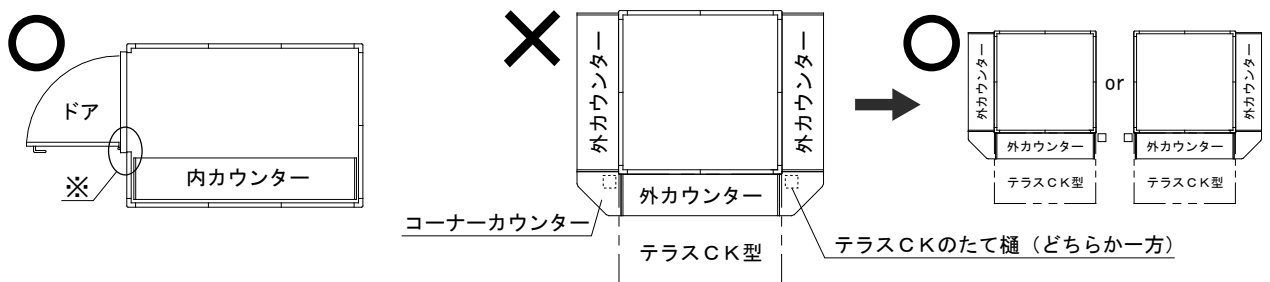 ドア
※
内カウンター
外カウンター
外カウンター
外カウンター
コーナーカウンター
テラスＣＫ型
テラスＣＫのたて樋（どちらか一方）
外カウンター
外カウンター
テラスＣＫ型
or
外カウンター
外カウンター
テラスＣＫ型